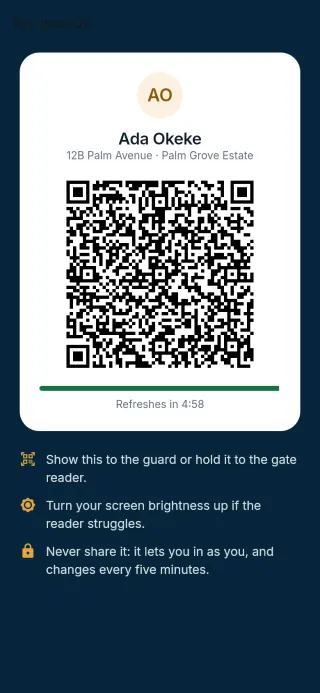 AO
Ada Okeke
12B Palm Avenue · Palm Grove Estate
Refreshes in 4:58
Show this to the guard or hold it to the gate
reader.
Turn your screen brightness up if the
reader struggles.
Never share it: it lets you in as you, and
changes every five minutes.